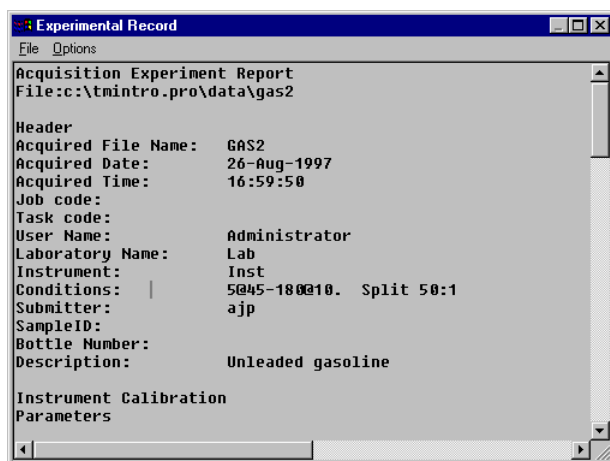 Experimental Record
File Options
Acquisition Experiment Report
File:c:\tmintro.pro\data\gas2
Header
Acquired File Name: GAS2
Acquired Date: 26-Aug-1997
Acquired Time: 16:59:50
Job code:
Task code:
User Name: Administrator
Laboratory Name: Lab
Instrument: Inst
Conditions: 5@45-180@10. Split 50:1
Submitter: ajp
SampleID:
Bottle Number:
Description: Unleaded gasoline
Instrument Calibration
Parameters